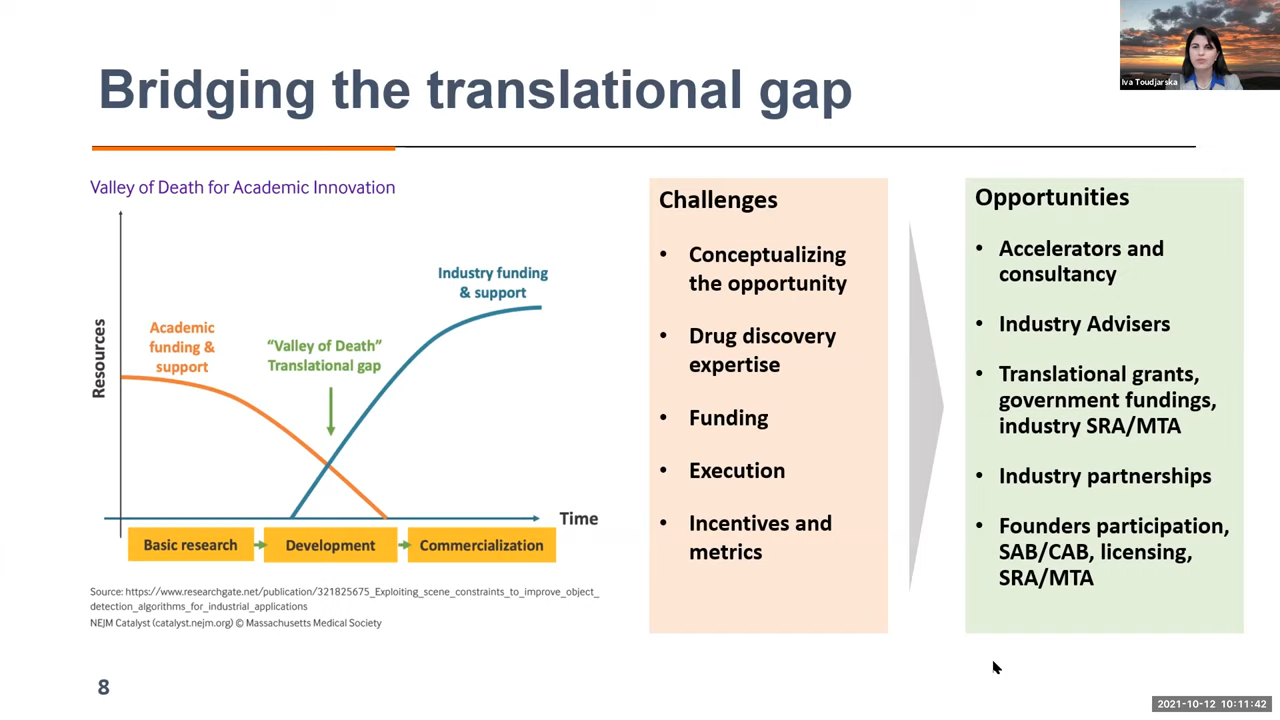 Bridging the translational gap
Iva Toudjarska
Valley of Death for Academic Innovation
Resources
Academic
funding &
support
"Valley of Death"
Translational gap
Industry funding
& support
Time
Basic research
Development
Commercialization
Source: https://www.researchgate.net/publication/321825675_Exploiting_scene_constraints_to_improve_object_
detection_algorithms_for_industrial_applications
NEJM Catalyst (catalyst.nejm.org) © Massachusetts Medical Society
Challenges
• Conceptualizing
the opportunity
• Drug discovery
expertise
• Funding
• Execution
• Incentives and
metrics
Opportunities
• Accelerators and
consultancy
• Industry Advisers
• Translational grants,
government fundings,
industry SRA/MTA
• Industry partnerships
• Founders participation,
SAB/CAB, licensing,
SRA/MTA
8
2021-10-12 10:11:42